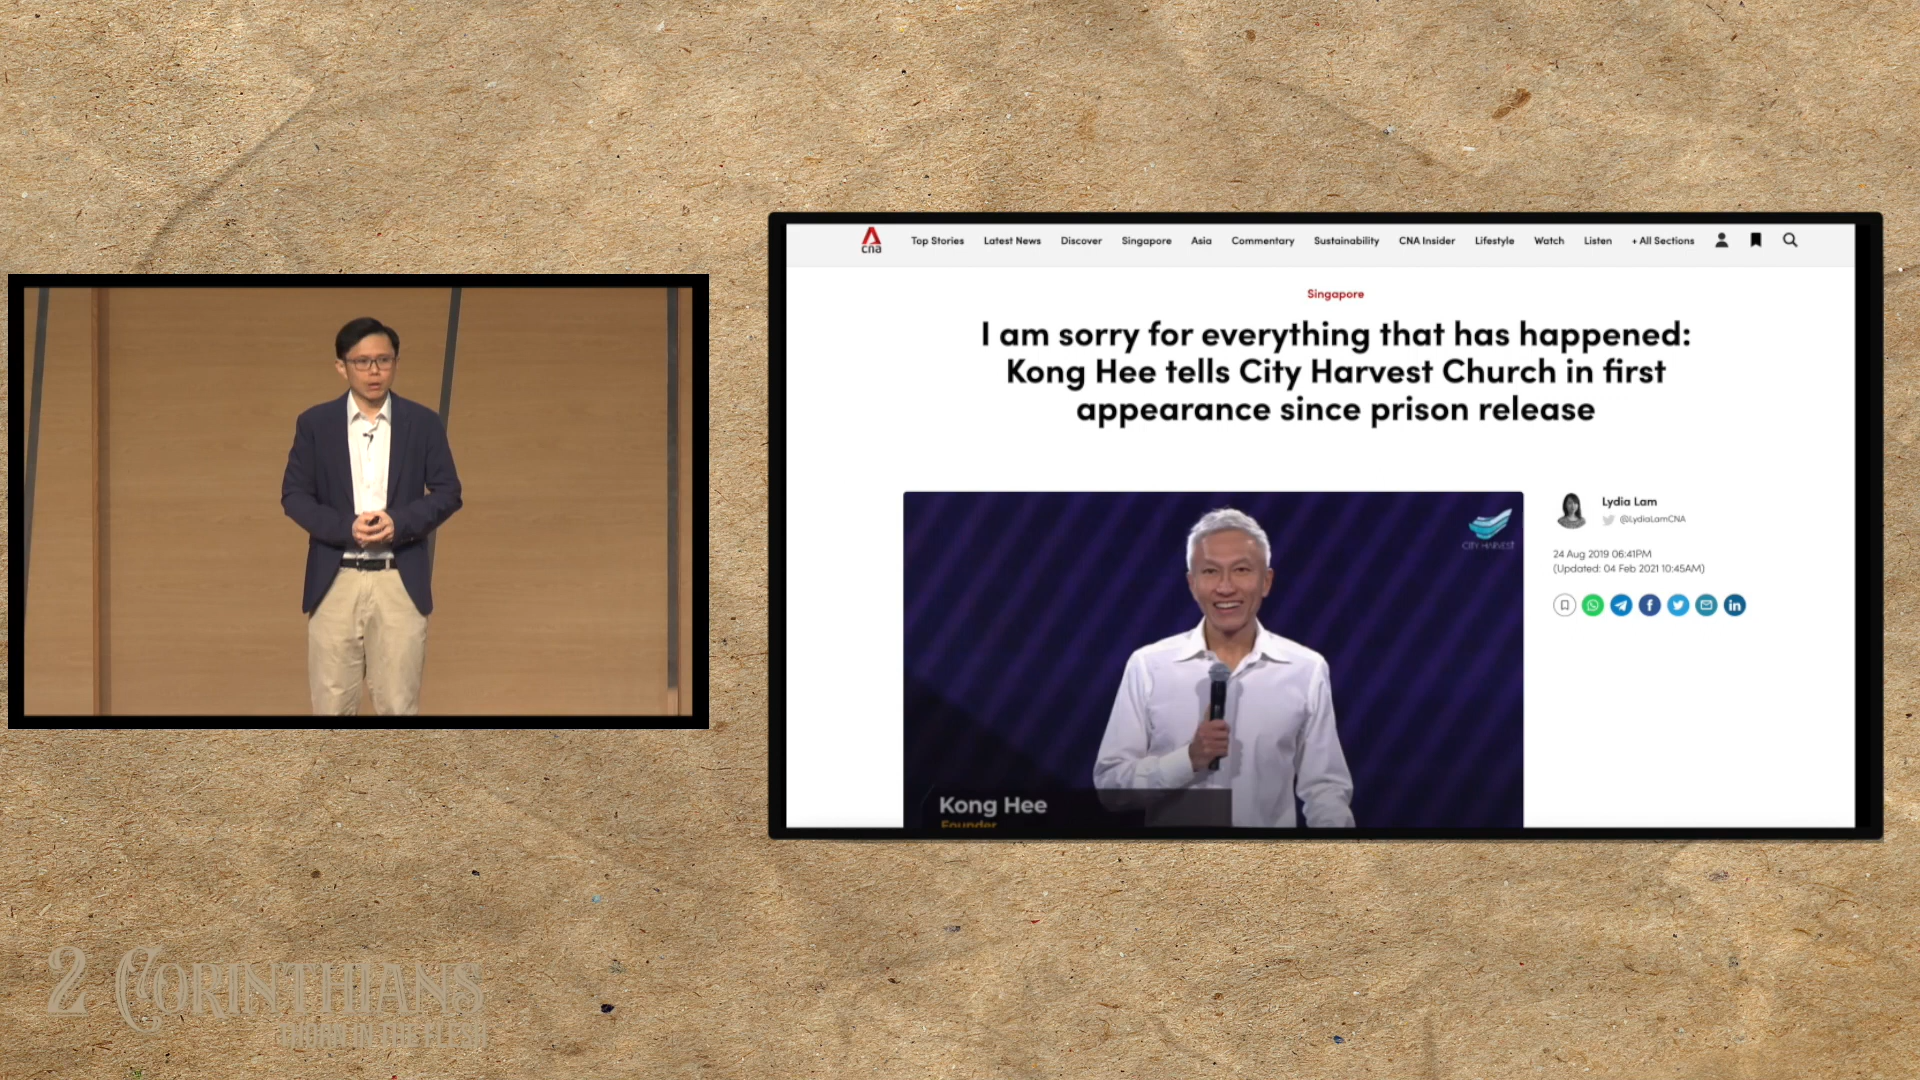 cna
Top Stories Latest News Discover Singapore Asia Commentary Sustainability CNA Insider Lifestyle Watch Listen + All Sections
Singapore
I am sorry for everything that has happened:
Kong Hee tells City Harvest Church in first
appearance since prison release
CITY HARVEST
Lydia Lam
@LydiaLamCNA
24 Aug 2019 06:41PM
(Updated: 04 Feb 2021 10:45AM)
Kong Hee
Founder
2 CORINTHIANS
THORN IN THE FLESH